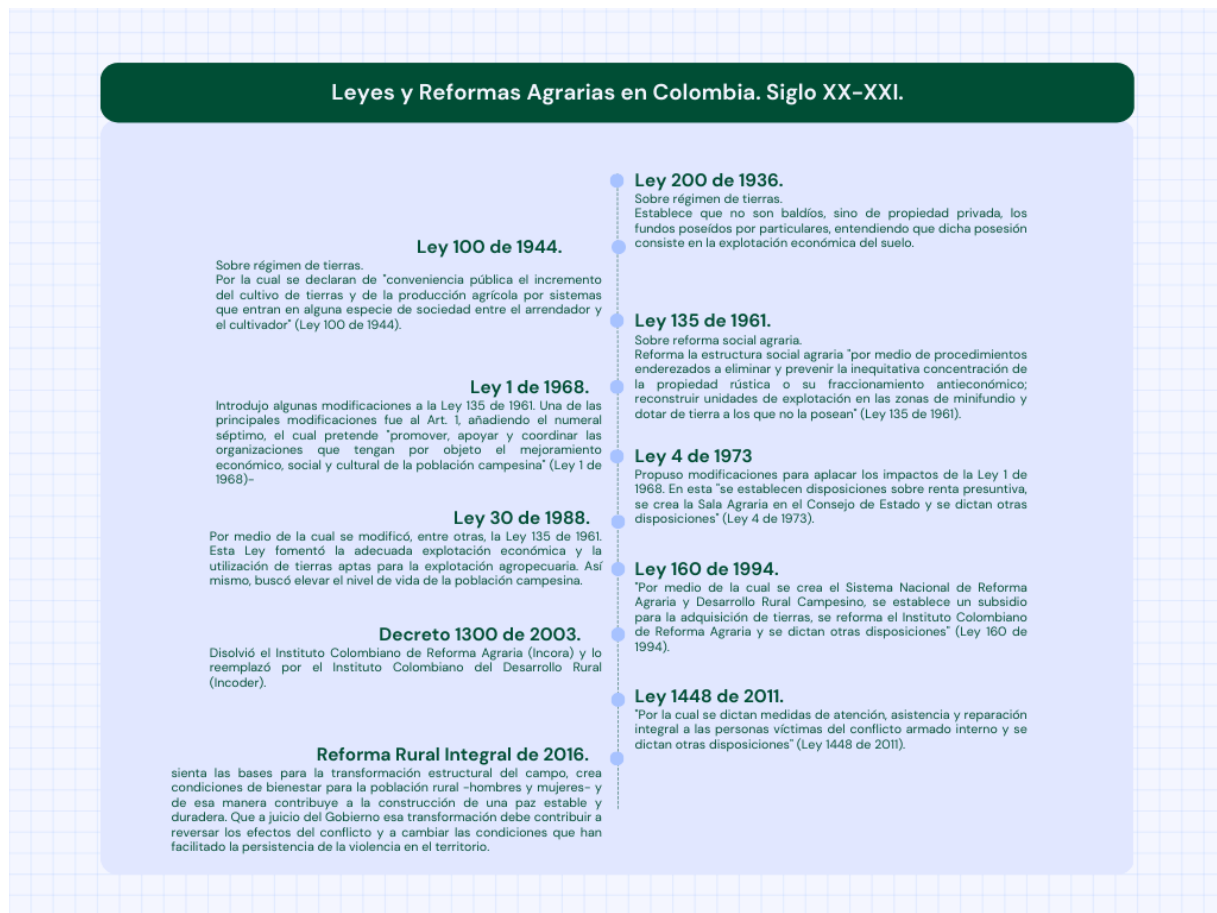 Leyes y Reformas Agrarias en Colombia. Siglo XX-XXI.
Ley 200 de 1936.
Sobre régimen de tierras.
Establece que no son baldíos, sino de propiedad privada, los
fundos poseídos por particulares, entendiendo que dicha posesión
consiste en la explotación económica del suelo.
Ley 100 de 1944.
Sobre régimen de tierras.
Por la cual se declaran de "conveniencia pública el incremento
del cultivo de tierras y de la producción agrícola por sistemas
que entran en alguna especie de sociedad entre el arrendador y
el cultivador" (Ley 100 de 1944).
Ley 135 de 1961.
Sobre reforma social agraria.
Reforma la estructura social agraria "por medio de procedimientos
enderezados a eliminar y prevenir la inequitativa concentración de
la propiedad rústica o su fraccionamiento antieconómico;
reconstruir unidades de explotación en las zonas de minifundio y
dotar de tierra a los que no la posean" (Ley 135 de 1961).
Ley 1 de 1968.
Introdujo algunas modificaciones a la Ley 135 de 1961. Una de las
principales modificaciones fue al Art. 1, añadiendo el numeral
séptimo, el cual pretende "promover, apoyar y coordinar las
organizaciones que tengan por objeto el mejoramiento
económico, social y cultural de la población campesina" (Ley 1 de
1968)-
Ley 4 de 1973
Propuso modificaciones para aplacar los impactos de la Ley 1 de
1968. En esta "se establecen disposiciones sobre renta presuntiva,
se crea la Sala Agraria en el Consejo de Estado y se dictan otras
disposiciones" (Ley 4 de 1973).
Ley 30 de 1988.
Por medio de la cual se modificó, entre otras, la Ley 135 de 1961.
Esta Ley fomentó la adecuada explotación económica y la
utilización de tierras aptas para la explotación agropecuaria. Así
mismo, buscó elevar el nivel de vida de la población campesina.
Ley 160 de 1994.
"Por medio de la cual se crea el Sistema Nacional de Reforma
Agraria y Desarrollo Rural Campesino, se establece un subsidio
para la adquisición de tierras, se reforma el Instituto Colombiano
de Reforma Agraria y se dictan otras disposiciones" (Ley 160 de
1994).
Decreto 1300 de 2003.
Disolvió el Instituto Colombiano de Reforma Agraria (Incora) y lo
reemplazó por el Instituto Colombiano del Desarrollo Rural
(Incoder).
Ley 1448 de 2011.
"Por la cual se dictan medidas de atención, asistencia y reparación
integral a las personas víctimas del conflicto armado interno y se
dictan otras disposiciones" (Ley 1448 de 2011).
Reforma Rural Integral de 2016.
sienta las bases para la transformación estructural del campo, crea
condiciones de bienestar para la población rural -hombres y mujeres- y
de esa manera contribuye a la construcción de una paz estable y
duradera. Que a juicio del Gobierno esa transformación debe contribuir a
reversar los efectos del conflicto y a cambiar las condiciones que han
facilitado la persistencia de la violencia en el territorio.